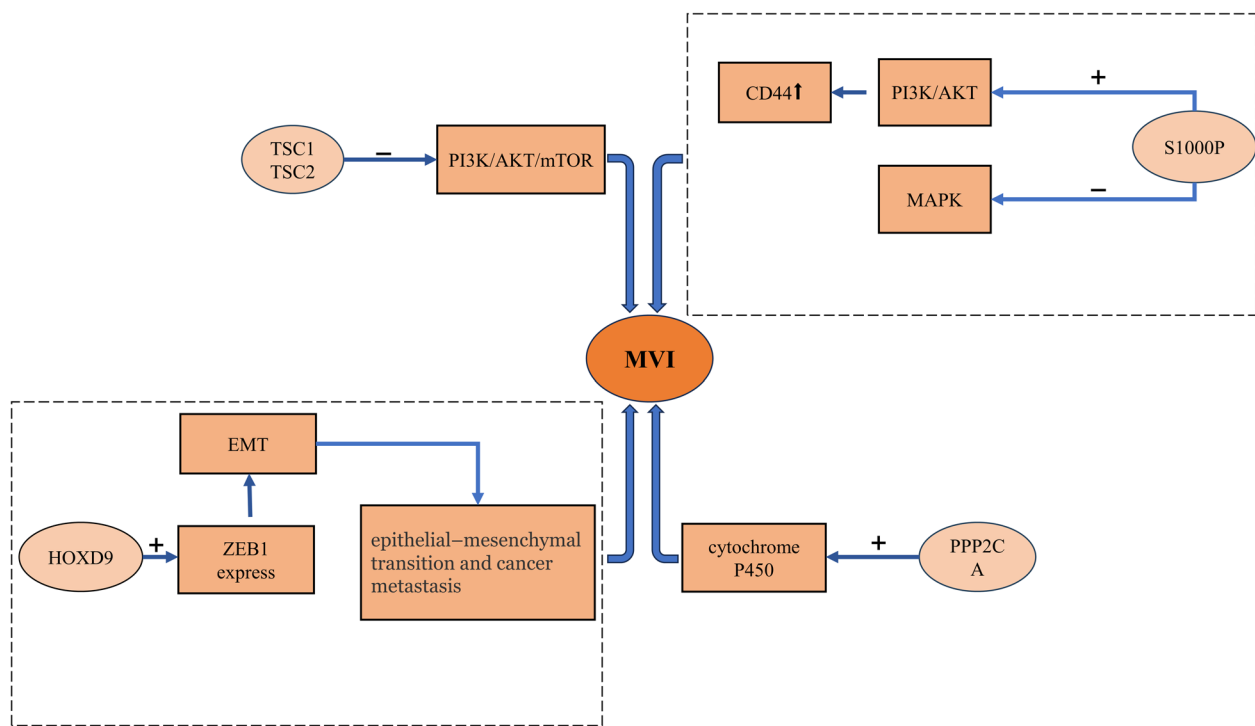 CD44⬆
PI3K/AKT
+
S1000P
MAPK
−
TSC1
TSC2
−
PI3K/AKT/mTOR
MVI
EMT
HOXD9
+
ZEB1
express
epithelial–mesenchymal
transition and cancer
metastasis
cytochrome
P450
+
PPP2C
A